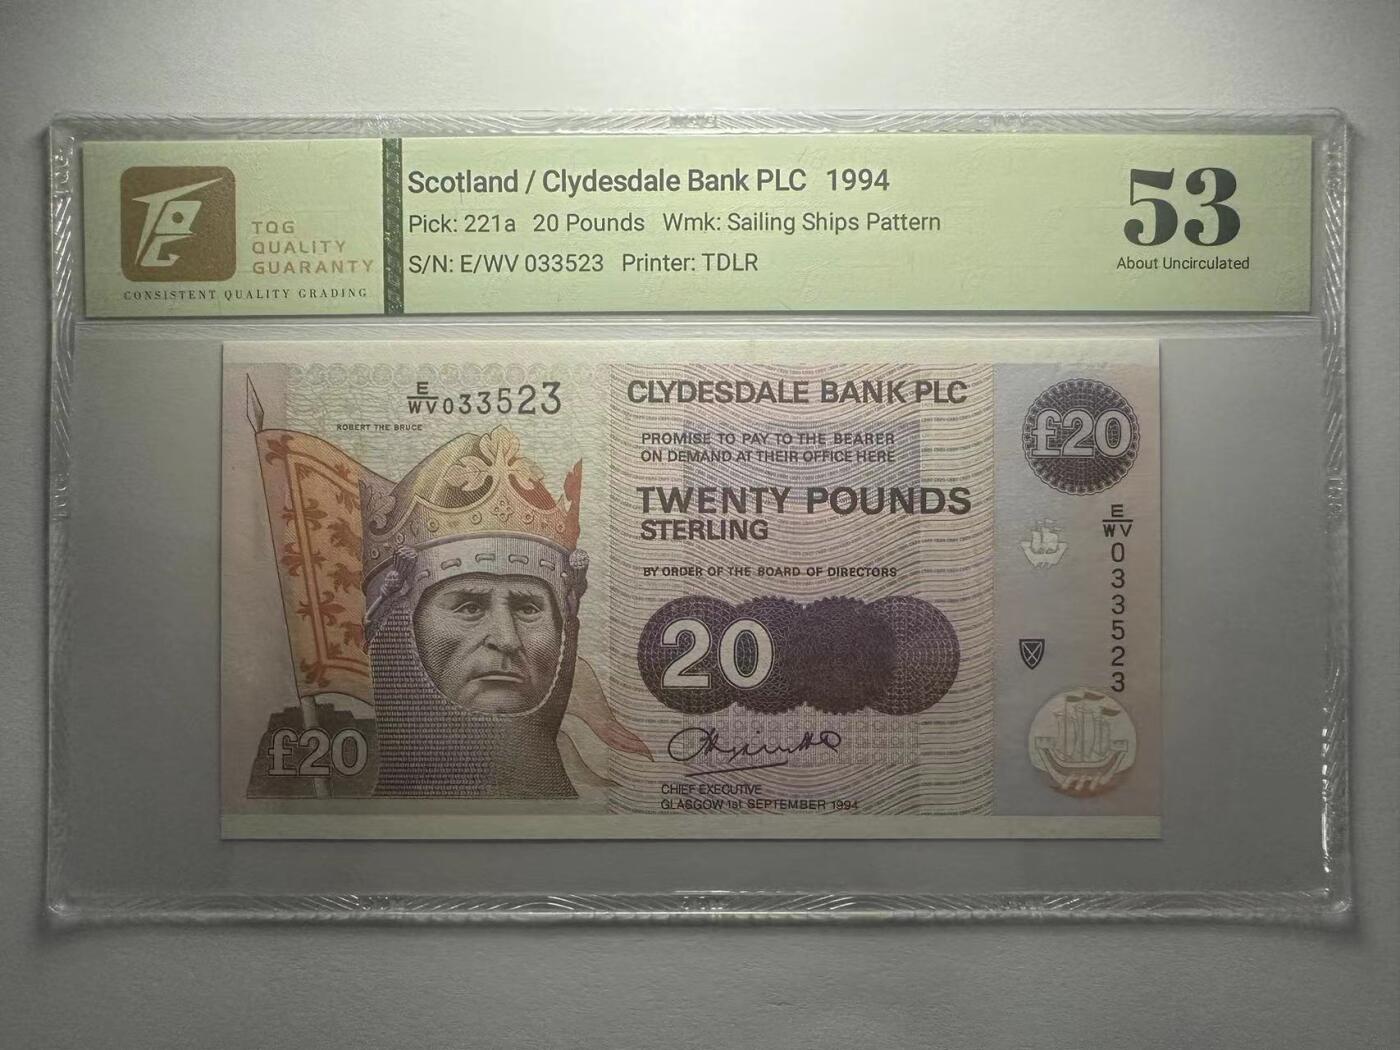 TQG
QUALITY
GUARANTY
CONSISTENT QUALITY GRADING
Scotland / Clydesdale Bank PLC 1994
Pick: 221a 20 Pounds Wmk: Sailing Ships Pattern
S/N: E/WV 033523 Printer: TDLR
53
About Uncirculated
E
WV 033523
ROBERT THE BRUCE
CLYDESDALE BANK PLC
PROMISE TO PAY TO THE BEARER
ON DEMAND AT THEIR OFFICE HERE
TWENTY POUNDS
STERLING
BY ORDER OF THE BOARD OF DIRECTORS
20
CHIEF EXECUTIVE
GLASGOW 1st SEPTEMBER 1994
£20
£20
E
WV
0
3
3
5
2
3